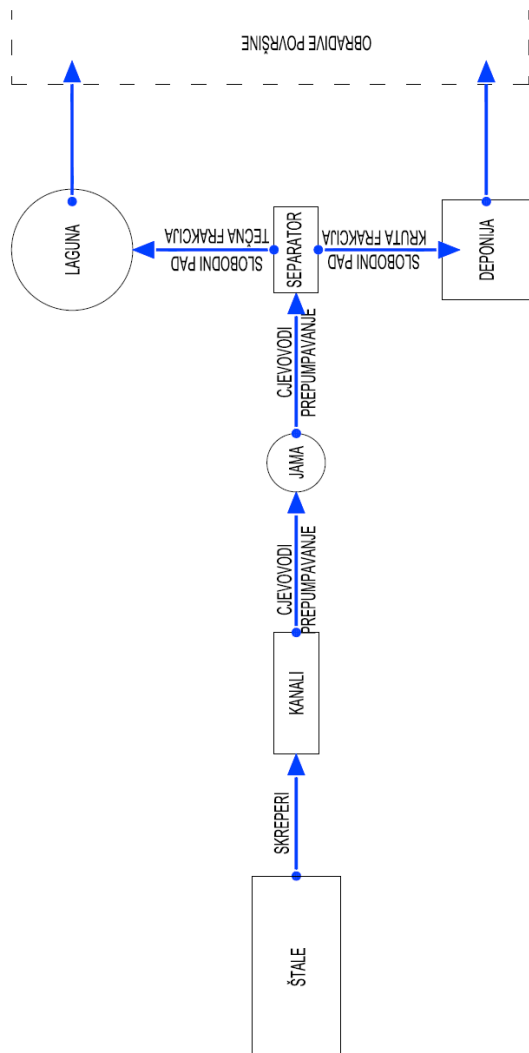 ŠTALE
SKREPERI
KANALI
CJEVOVODI
PREPUMPAVANJE
JAMA
CJEVOVODI
PREPUMPAVANJE
SEPARATOR
TEČNA FRAKCIJA
SLOBODNI PAD
LAGUNA
KRUTA FRAKCIJA
SLOBODNI PAD
DEPONIJA
OBRADIVE POVRŠINE